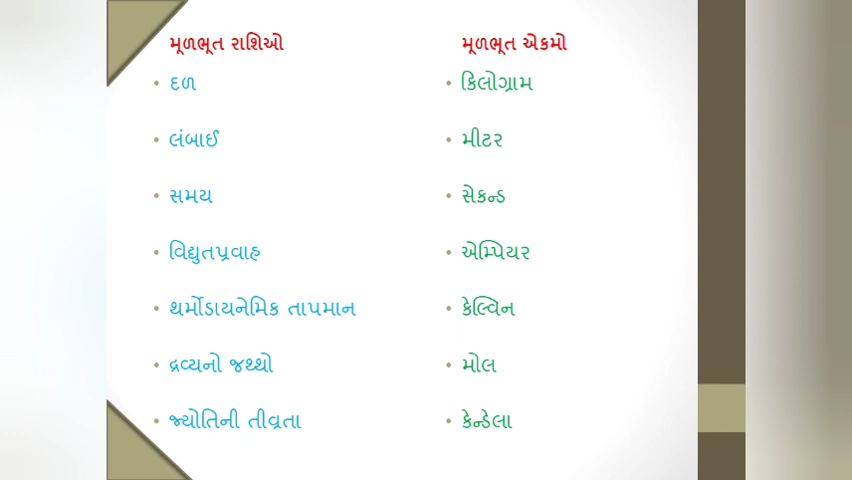 મૂળભૂત રાશિઓ મૂળભૂત એકમો
• દળ • કિલોગ્રામ
• લંબાઈ • મીટર
• સમય • સેકન્ડ
• વિદ્યુતપ્રવાહ • એમ્પિયર
• થર્મોડાયનેમિક તાપમાન • કેલ્વિન
• દ્રવ્યનો જથ્થો • મોલ
• જ્યોતિની તીવ્રતા • કેન્ડેલા